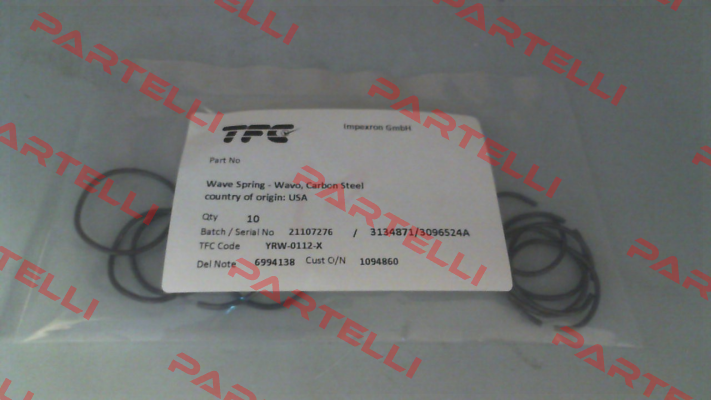 TFC
Impexron GmbH
Part No
Wave Spring - Wavo, Carbon Steel
country of origin: USA
Qty 10
Batch / Serial No 21107276 / 3134871/3096524A
TFC Code YRW-0112-X
Del Note 6994138 Cust O/N 1094860
PARTELLI
PARTELLI
PARTELLI
PARTELLI
PARTELLI
PARTELLI
PARTELLI